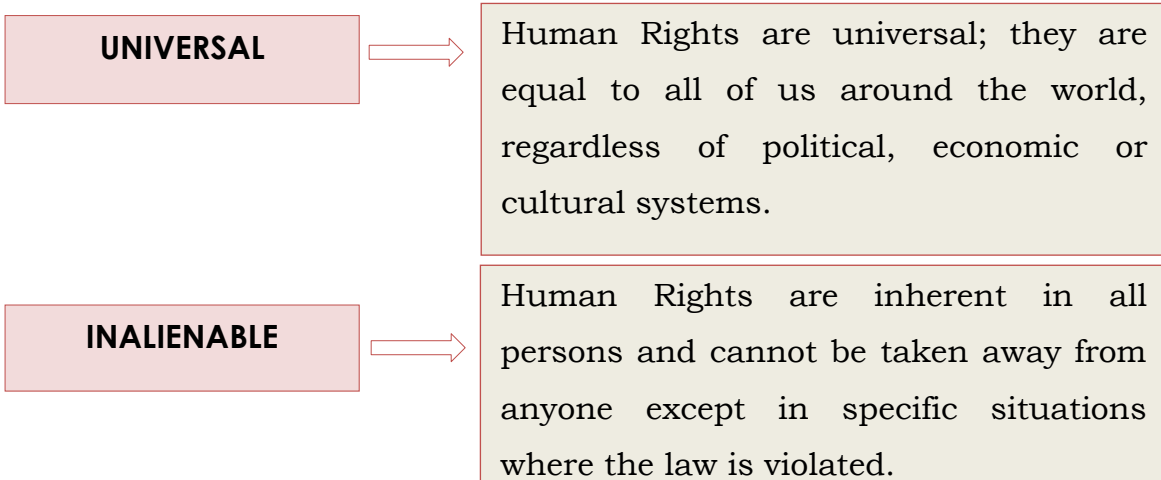 UNIVERSAL
Human Rights are universal; they are
equal to all of us around the world,
regardless of political, economic or
cultural systems.
INALIENABLE
Human Rights are inherent in all
persons and cannot be taken away from
anyone except in specific situations
where the law is violated.